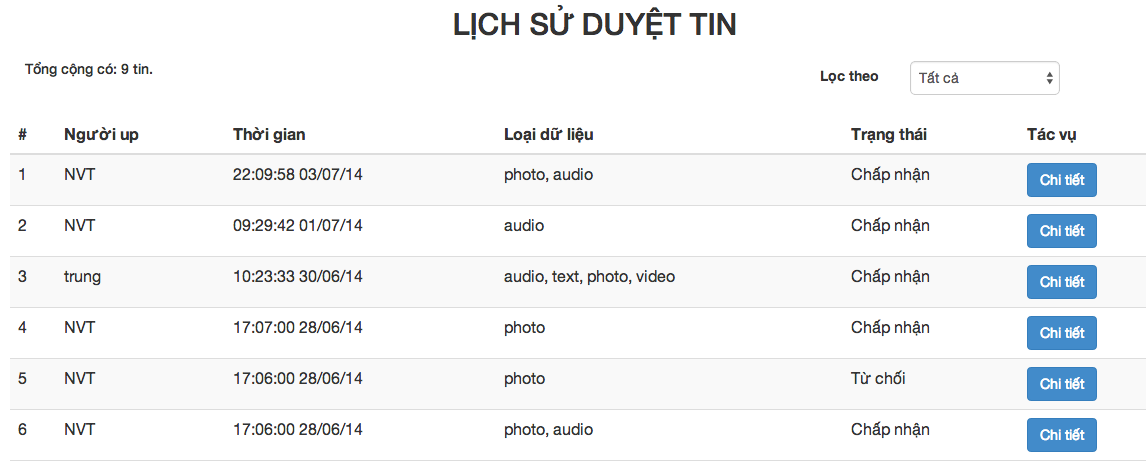 LỊCH SỬ DUYỆT TIN
Tổng cộng có: 9 tin.
Lọc theo Tất cả
# Người up Thời gian Loại dữ liệu Trạng thái Tác vụ
1 NVT 22:09:58 03/07/14 photo, audio Chấp nhận Chi tiết
2 NVT 09:29:42 01/07/14 audio Chấp nhận Chi tiết
3 trung 10:23:33 30/06/14 audio, text, photo, video Chấp nhận Chi tiết
4 NVT 17:07:00 28/06/14 photo Chấp nhận Chi tiết
5 NVT 17:06:00 28/06/14 photo Từ chối Chi tiết
6 NVT 17:06:00 28/06/14 photo, audio Chấp nhận Chi tiết